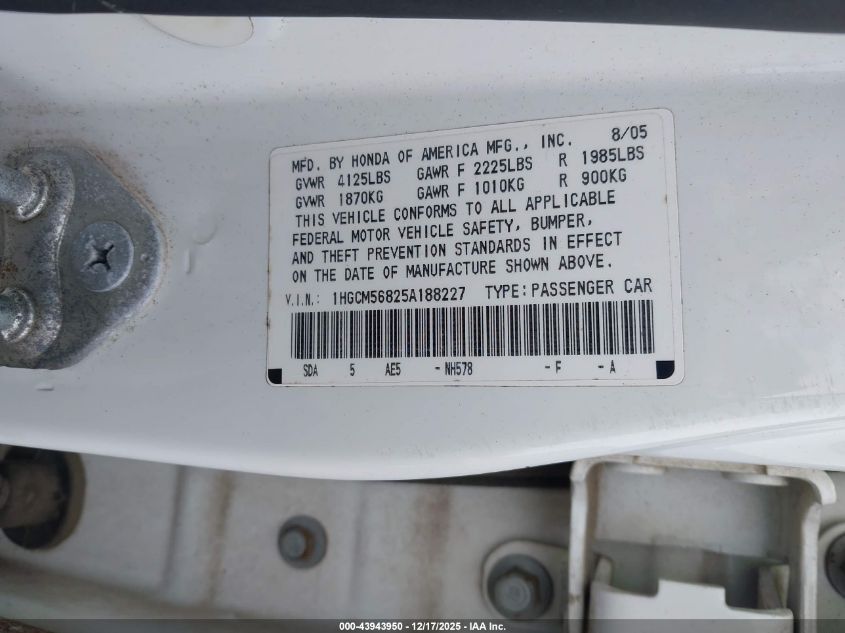 MFD. BY HONDA OF AMERICA MFG., INC. 8/05
GVWR 4125LBS GAWR F 2225LBS R 1985LBS
GVWR 1870KG GAWR F 1010KG R 900KG
THIS VEHICLE CONFORMS TO ALL APPLICABLE
FEDERAL MOTOR VEHICLE SAFETY, BUMPER,
AND THEFT PREVENTION STANDARDS IN EFFECT
ON THE DATE OF MANUFACTURE SHOWN ABOVE.
V.I.N.: 1HGCM56825A188227 TYPE: PASSENGER CAR
SDA 5 AE5 -NH578 -F -A
000-43943950 - 12/17/2025 - IAA Inc.